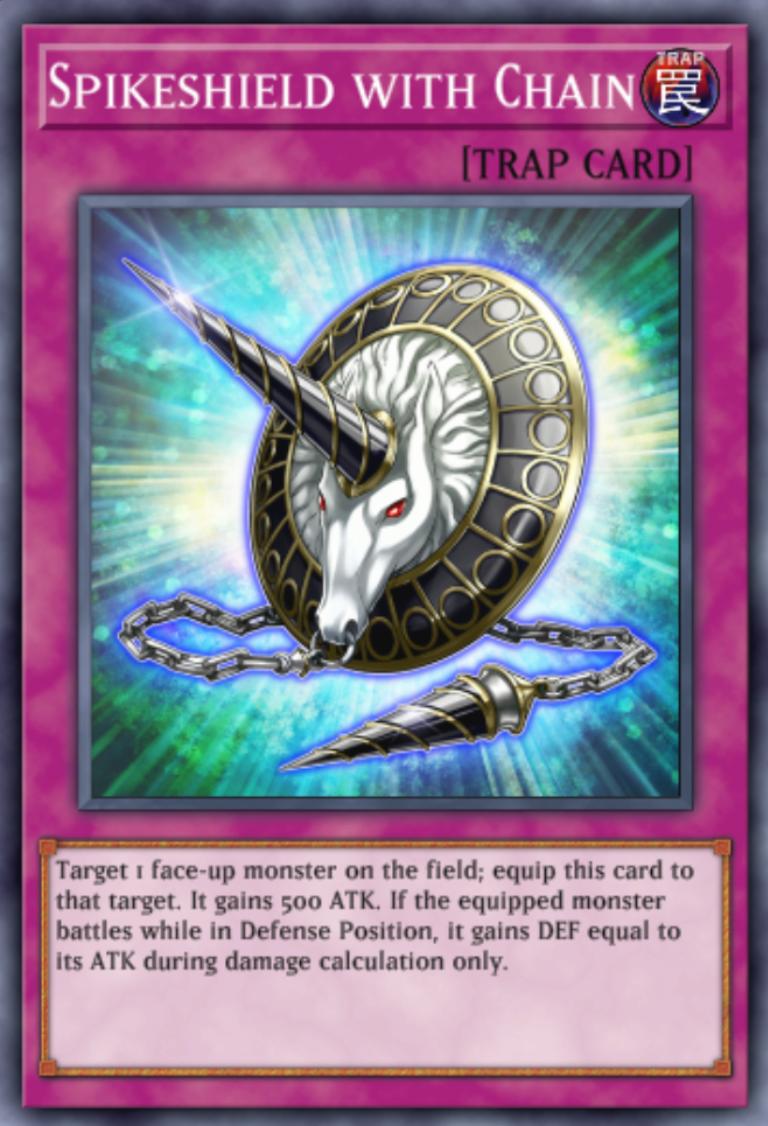 SPIKESHIELD WITH CHAIN
TRAP
罠
[TRAP CARD]
Target 1 face-up monster on the field; equip this card to
that target. It gains 500 ATK. If the equipped monster
battles while in Defense Position, it gains DEF equal to
its ATK during damage calculation only.